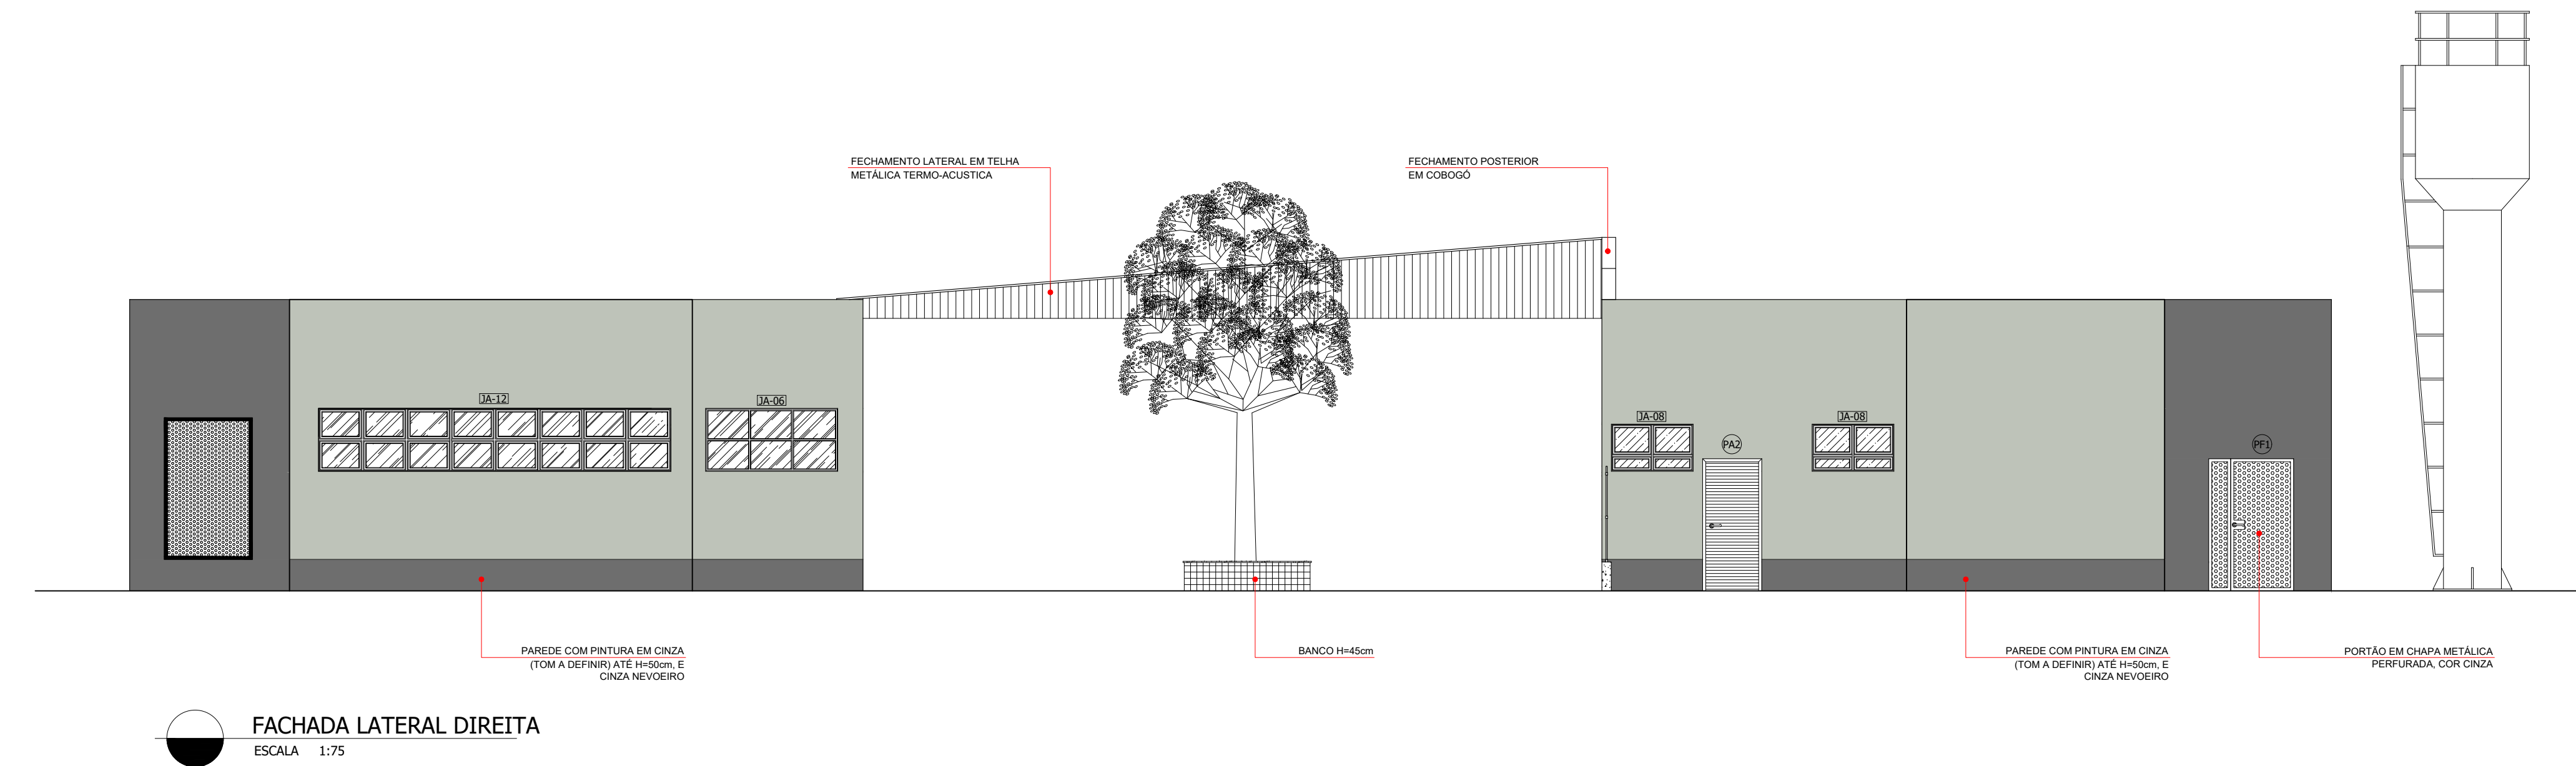 FECHAMENTO LATERAL EM TELHA
METÁLICA TERMO-ACUSTICA
FECHAMENTO POSTERIOR
EM COBOGÓ
JA-12
JA-06
JA-08
PA2
JA-08
PF1
PAREDE COM PINTURA EM CINZA
(TOM A DEFINIR) ATÉ H=50cm, E
CINZA NEVOEIRO
BANCO H=45cm
PAREDE COM PINTURA EM CINZA
(TOM A DEFINIR) ATÉ H=50cm, E
CINZA NEVOEIRO
PORTÃO EM CHAPA METÁLICA
PERFURADA, COR CINZA
FACHADA LATERAL DIREITA
ESCALA 1:75